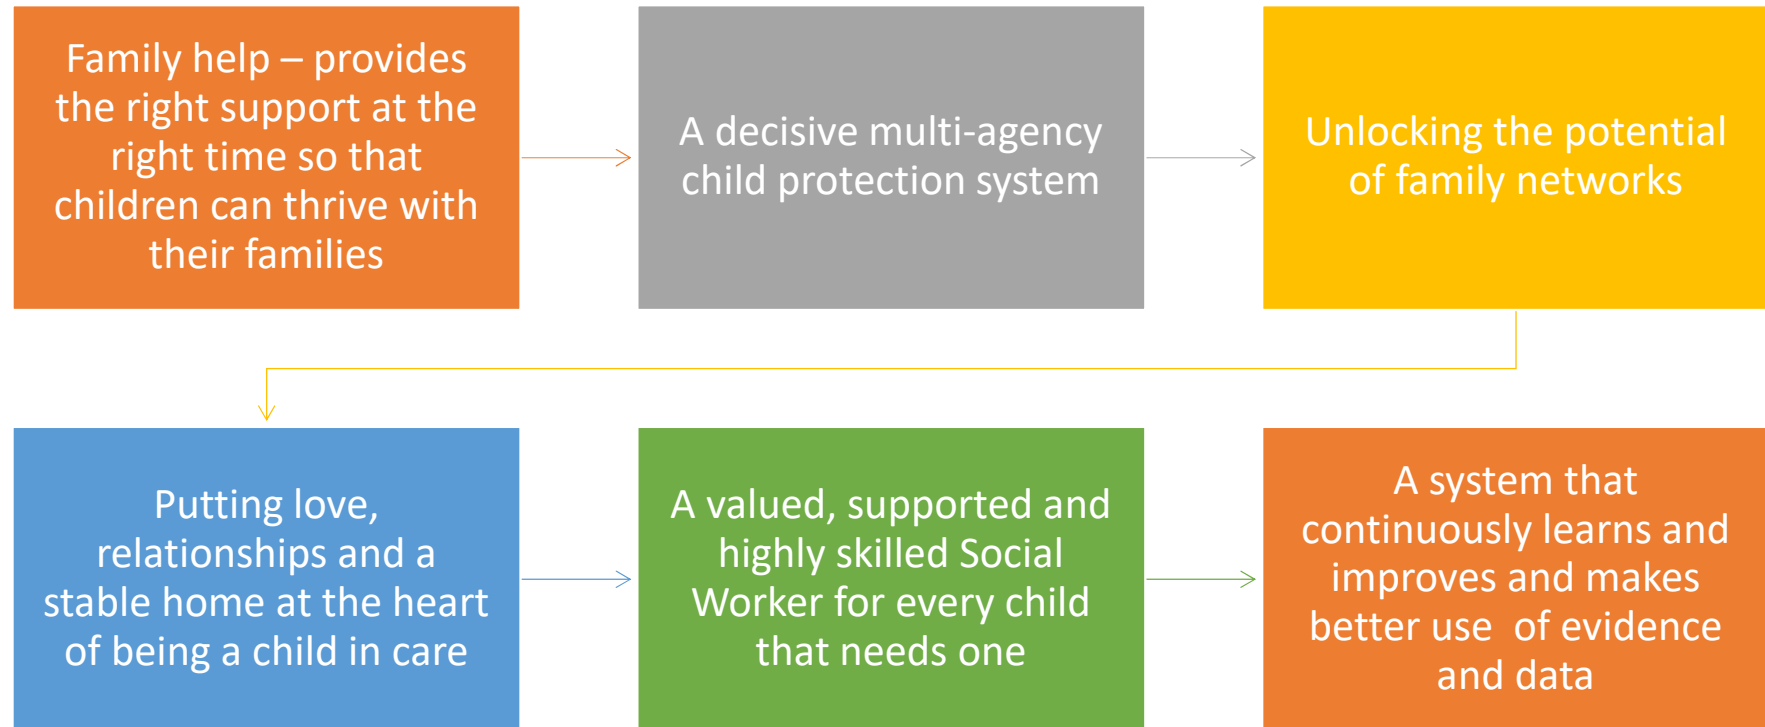 Family help – provides
the right support at the
right time so that
children can thrive with
their families
A decisive multi-agency
child protection system
Unlocking the potential
of family networks
Putting love,
relationships and a
stable home at the heart
of being a child in care
A valued, supported and
highly skilled Social
Worker for every child
that needs one
A system that
continuously learns and
improves and makes
better use  of evidence
and data